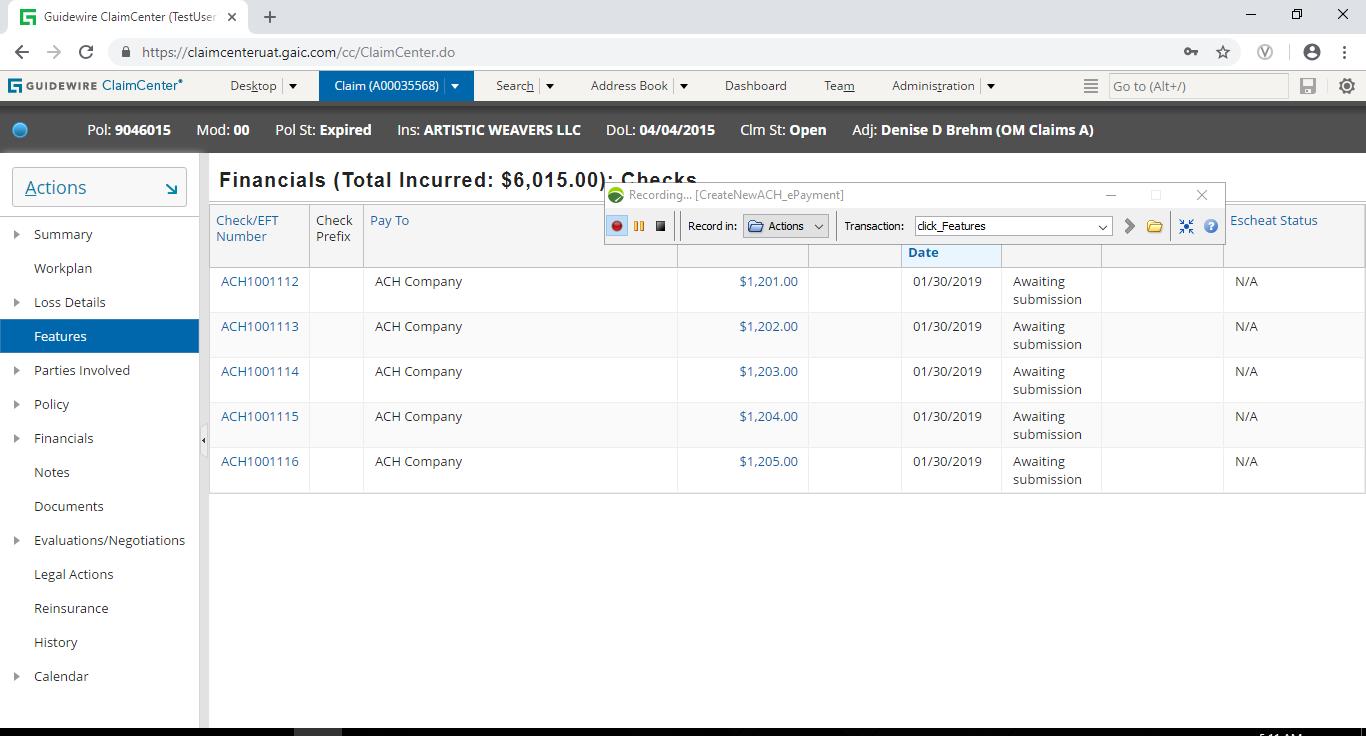 Guidewire ClaimCenter (TestUser
https://claimcenteruat.gaic.com/cc/ClaimCenter.do
GUIDEWIRE ClaimCenter® Desktop Claim (A00035568) Search Address Book Dashboard Team Administration Go to (Alt+/)
Pol: 9046015 Mod: 00 Pol St: Expired Ins: ARTISTIC WEAVERS LLC DoL: 04/04/2015 Clm St: Open Adj: Denise D Brehm (OM Claims A)
Actions
Summary
Workplan
Loss Details
Features
Parties Involved
Policy
Financials
Notes
Documents
Evaluations/Negotiations
Legal Actions
Reinsurance
History
Calendar
Financials (Total Incurred: $6,015.00): Checks
Recording... [CreateNewACH_ePayment]
Record in: Actions Transaction: click_Features
Check/EFT Number
Check Prefix
Pay To
Date
Escheat Status
ACH1001112 ACH Company $1,201.00 01/30/2019 Awaiting submission N/A
ACH1001113 ACH Company $1,202.00 01/30/2019 Awaiting submission N/A
ACH1001114 ACH Company $1,203.00 01/30/2019 Awaiting submission N/A
ACH1001115 ACH Company $1,204.00 01/30/2019 Awaiting submission N/A
ACH1001116 ACH Company $1,205.00 01/30/2019 Awaiting submission N/A